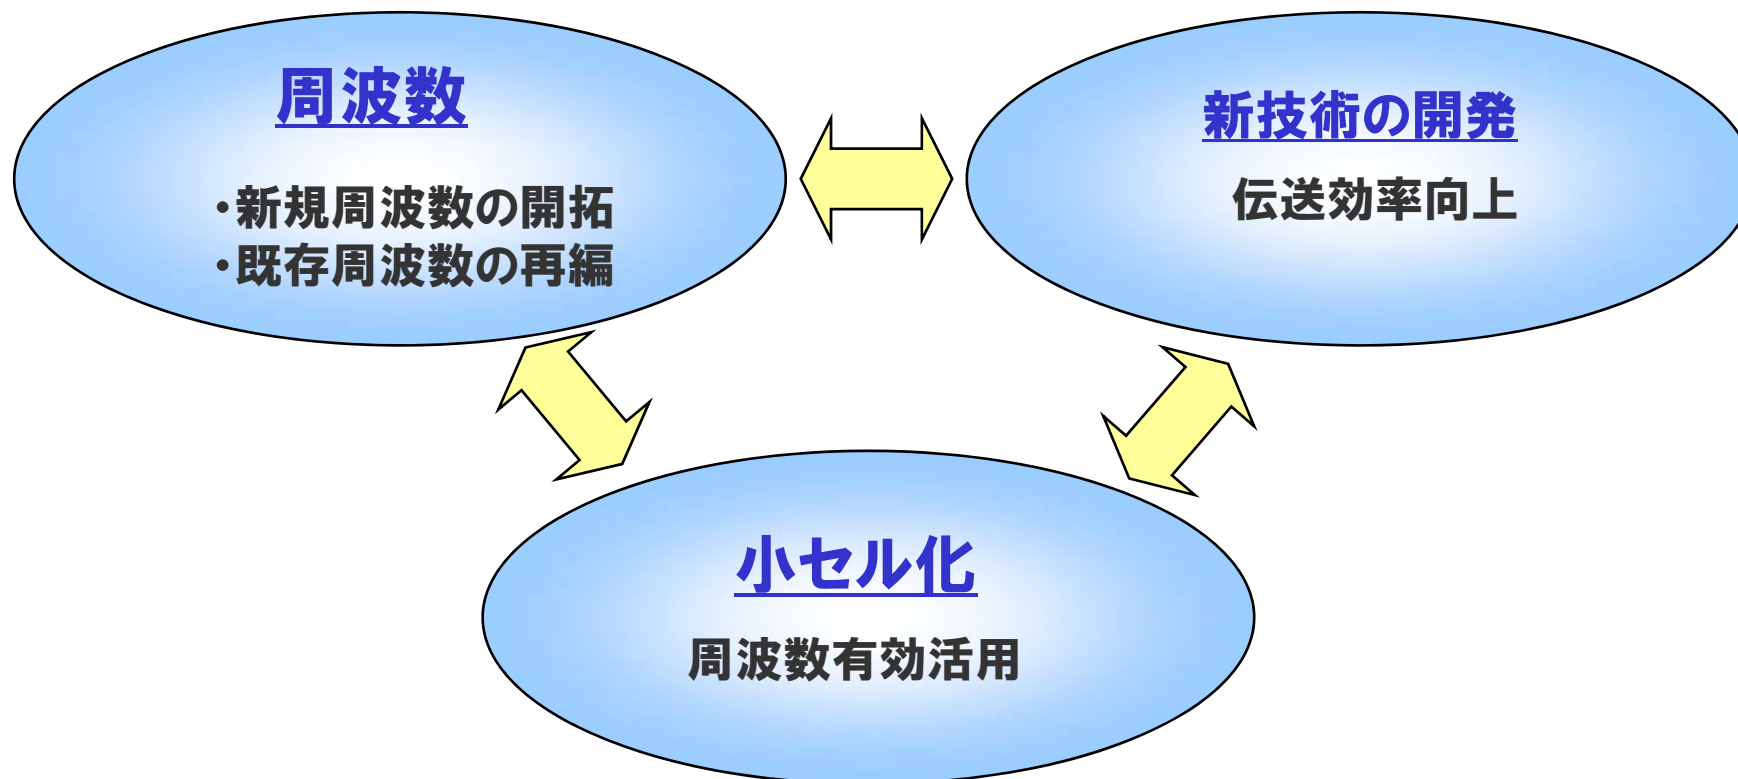 周波数
・新規周波数の開拓
・既存周波数の再編
新技術の開発
伝送効率向上
小セル化
周波数有効活用